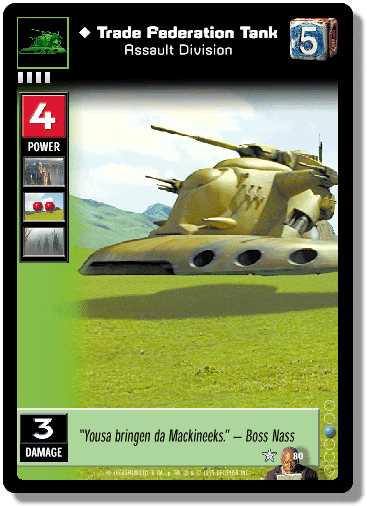 ◆ Trade Federation Tank
Assault Division
5
4
POWER
3
DAMAGE
"Yousa bringen da Mackineeks." – Boss Nass
80